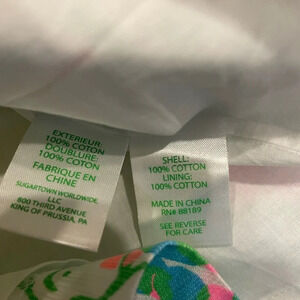 EXTERIEUR:
100% COTON
DOUBLURE:
100% COTON
FABRIQUE EN
CHINE
SUGARTOWN WORLDWIDE,
LLC
600 THIRD AVENUE
KING OF PRUSSIA, PA
SHELL:
100% COTTON
LINING:
100% COTTON
MADE IN CHINA
RN# 88189
SEE REVERSE
FOR CARE